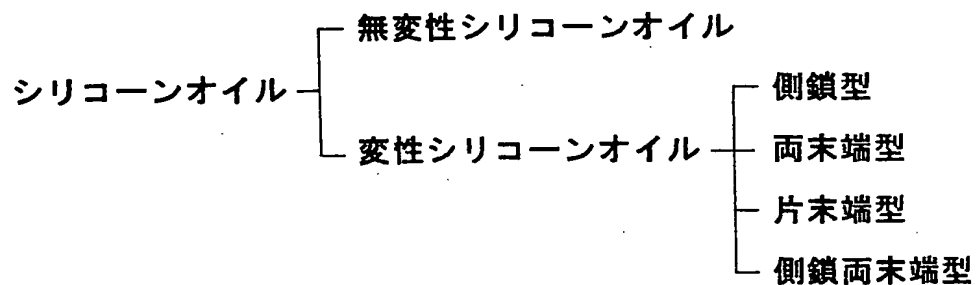 無変性シリコーンオイル
シリコーンオイル
側鎖型
変性シリコーンオイル
両末端型
片末端型
側鎖両末端型